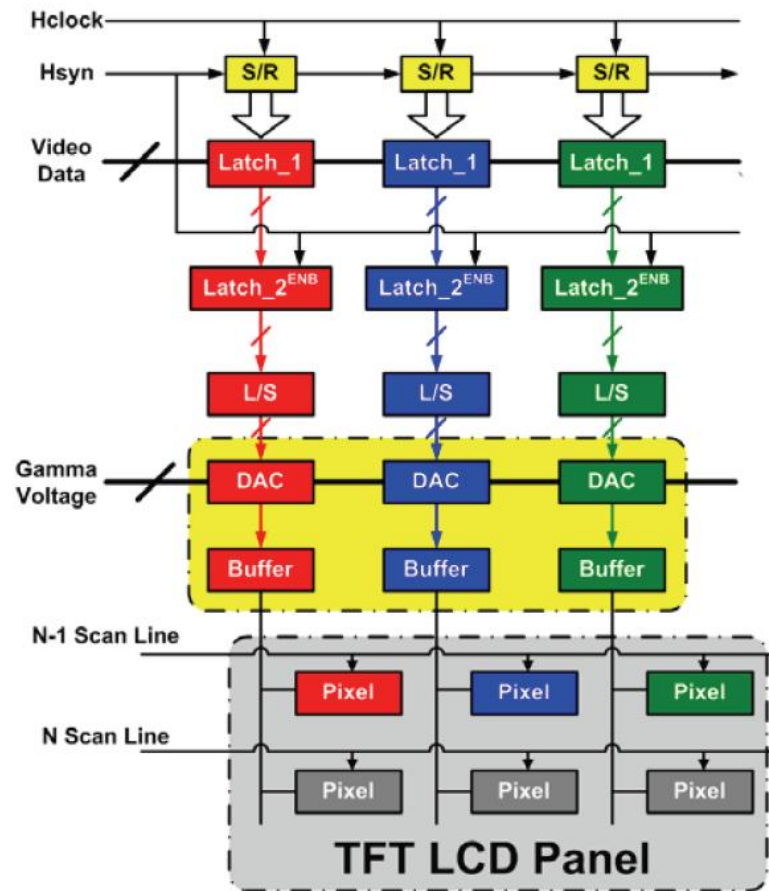 Hclock
Hsyn
S/R S/R S/R
Video
Data
Latch_1 Latch_1 Latch_1
Latch_2ENB Latch_2ENB Latch_2ENB
L/S L/S L/S
Gamma
Voltage
DAC DAC DAC
Buffer Buffer Buffer
N-1 Scan Line
Pixel Pixel Pixel
N Scan Line
Pixel Pixel Pixel
TFT LCD Panel